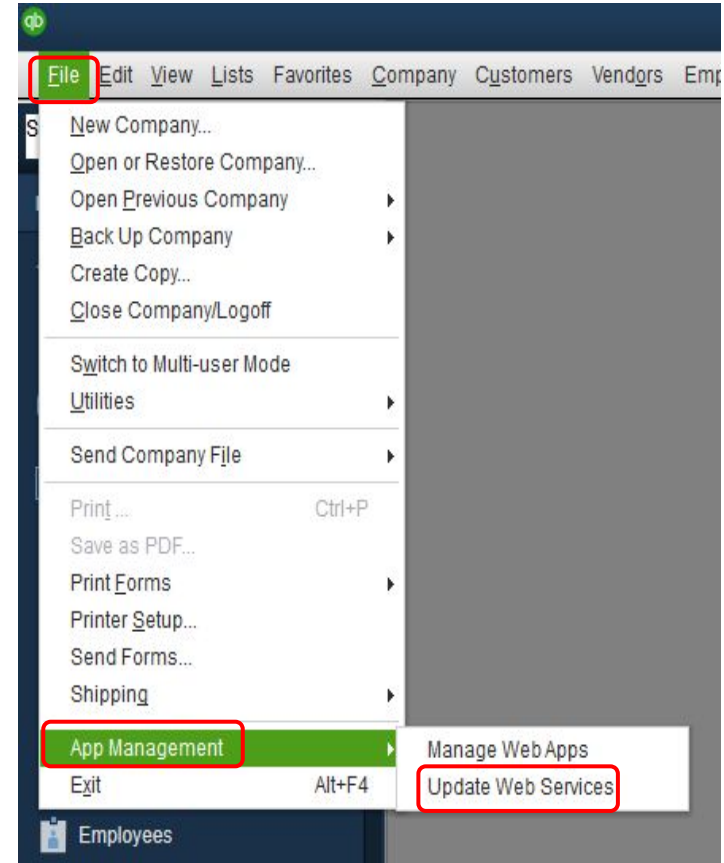 qb
File Edit View Lists Favorites Company Customers Vendors Emp
S
New Company...
Open or Restore Company...
Open Previous Company
Back Up Company
Create Copy...
Close Company/Logoff
Switch to Multi-user Mode
Utilities
Send Company File
Print ... Ctrl+P
Save as PDF...
Print Forms
Printer Setup...
Send Forms...
Shipping
App Management
Manage Web Apps
Exit Alt+F4
Update Web Services
Employees